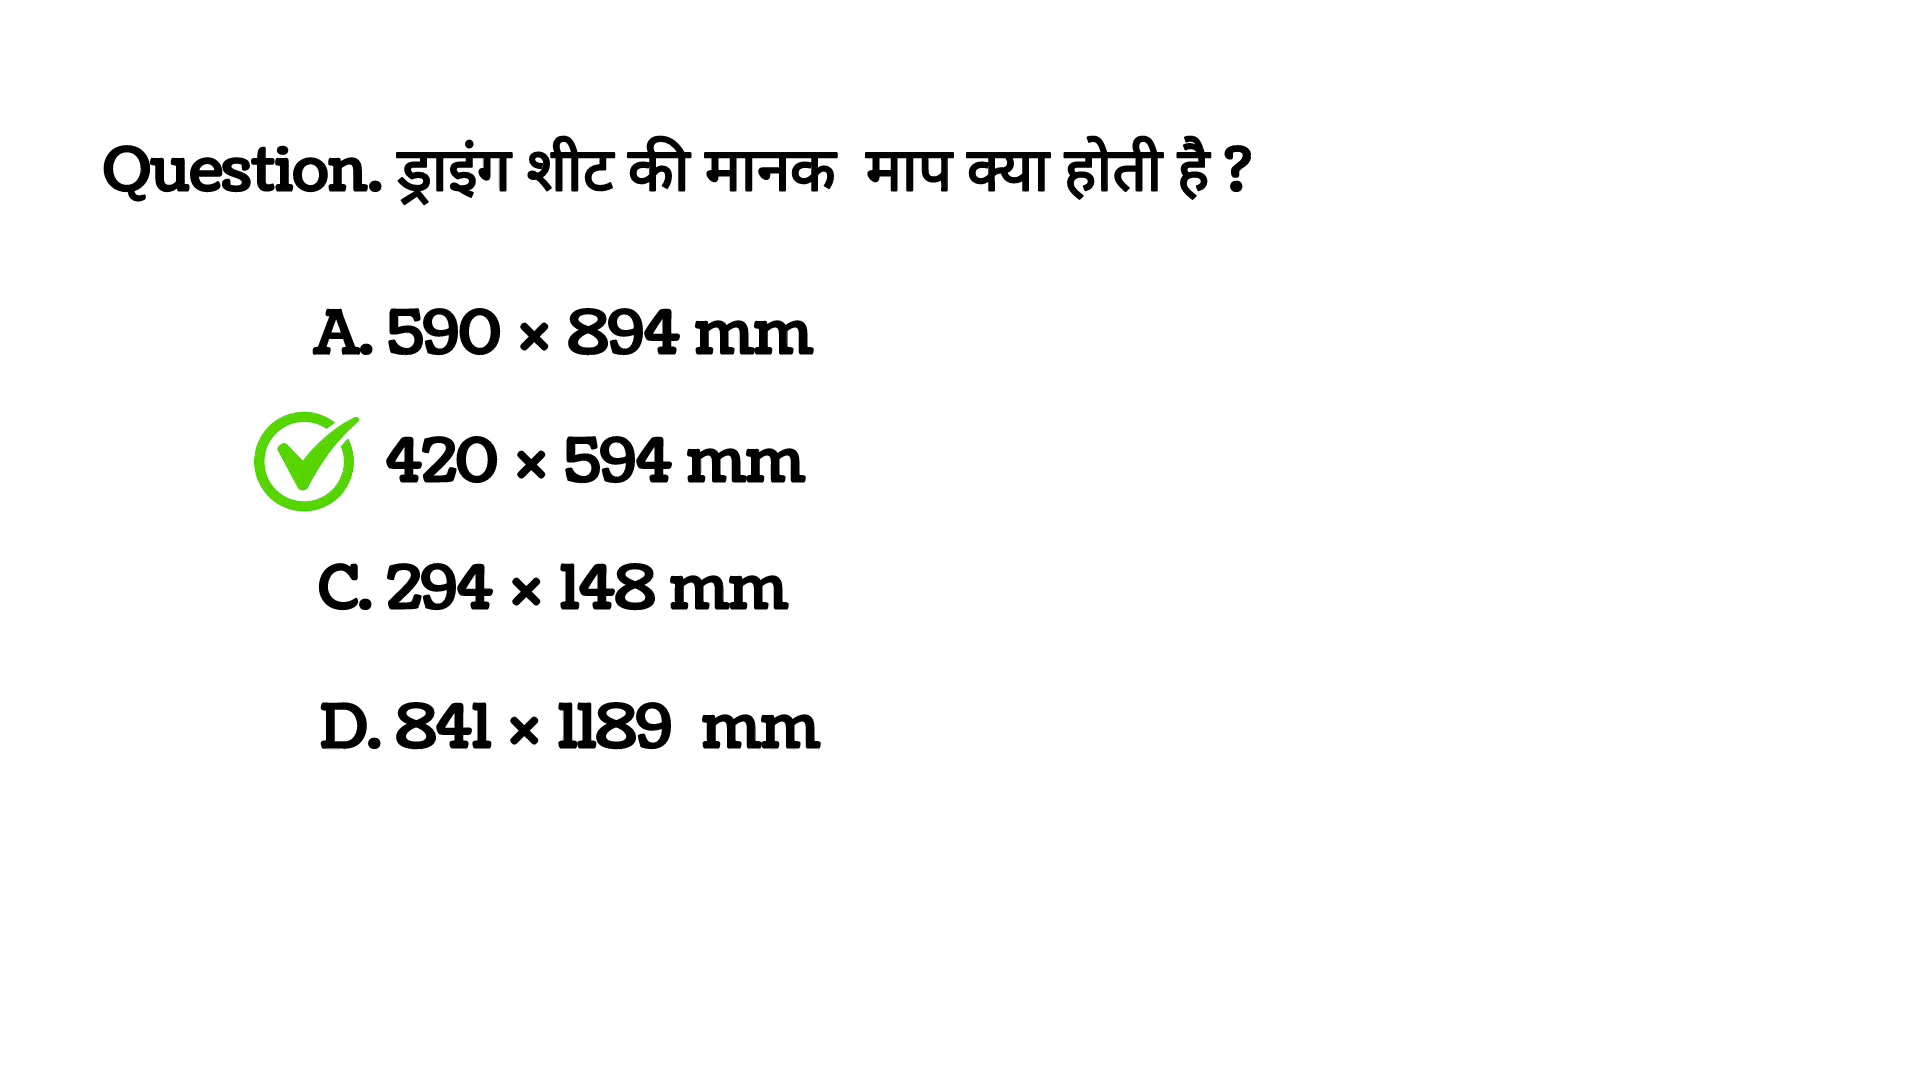 Question. ड्राइंग शीट की मानक माप क्या होती है ?
A. 590 × 894 mm
420 × 594 mm
C. 294 × 148 mm
D. 841 × 1189 mm